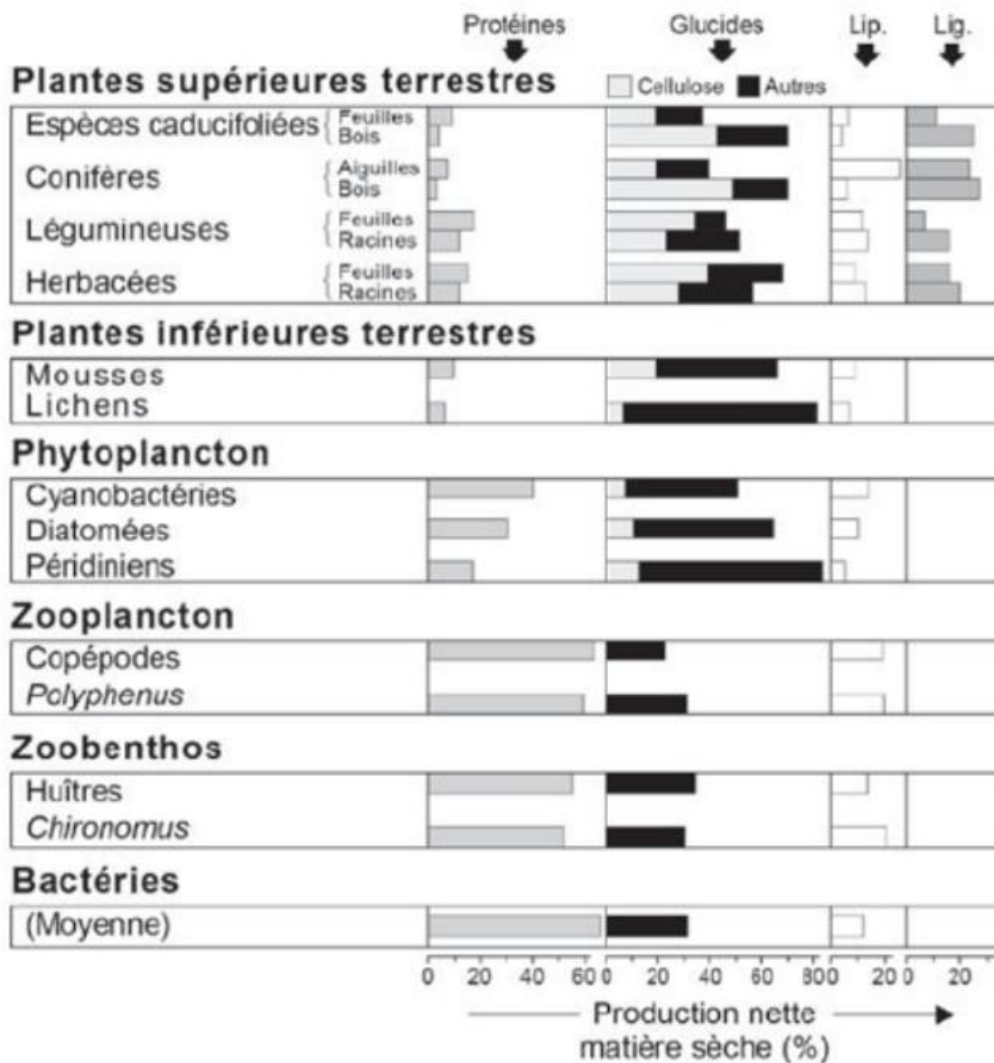 Protéines Glucides Lip. Lig.
Plantes supérieures terrestres
Cellulose Autres
Espèces caducifoliées { Feuilles
Bois
Conifères { Aiguilles
Bois
Légumineuses { Feuilles
Racines
Herbacées { Feuilles
Racines
Plantes inférieures terrestres
Mousses
Lichens
Phytoplancton
Cyanobactéries
Diatomées
Péridiniens
Zooplancton
Copépodes
Polyphenus
Zoobenthos
Huîtres
Chironomus
Bactéries
(Moyenne)
0 20 40 60 0 20 40 60 80 0 20 0 20
Production nette
matière sèche (%)